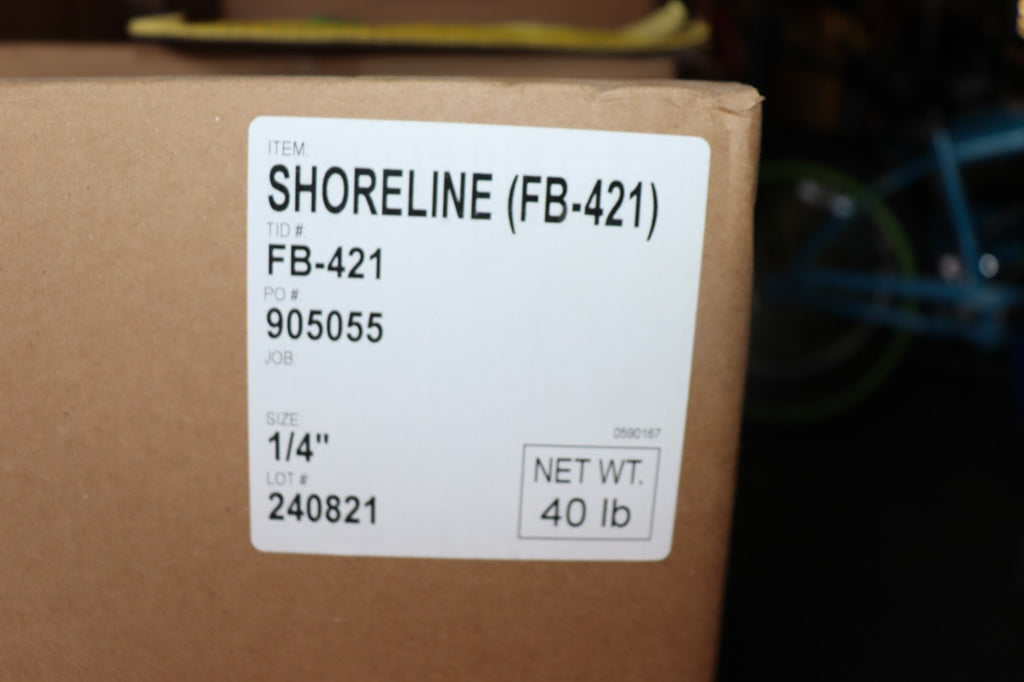 ITEM:
SHORELINE (FB-421)
TID #
FB-421
PO #
905055
JOB:
SIZE:
1/4"
LOT #
240821
0590167
NET WT.
40 lb